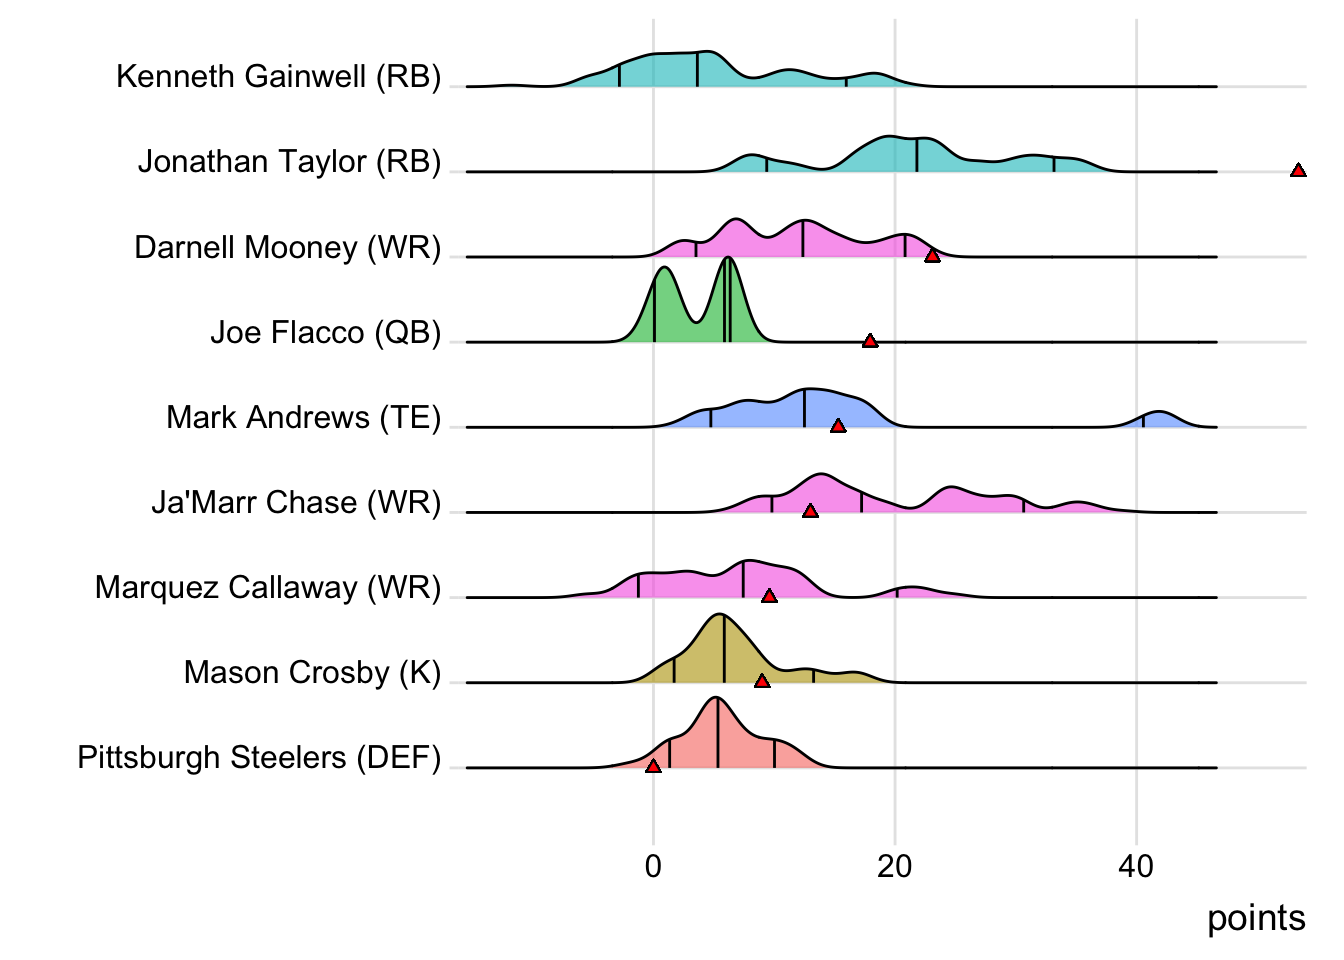 Kenneth Gainwell (RB)
Jonathan Taylor (RB)
Darnell Mooney (WR)
Joe Flacco (QB)
Mark Andrews (TE)
Ja'Marr Chase (WR)
Marquez Callaway (WR)
Mason Crosby (K)
Pittsburgh Steelers (DEF)
0 20 40
points